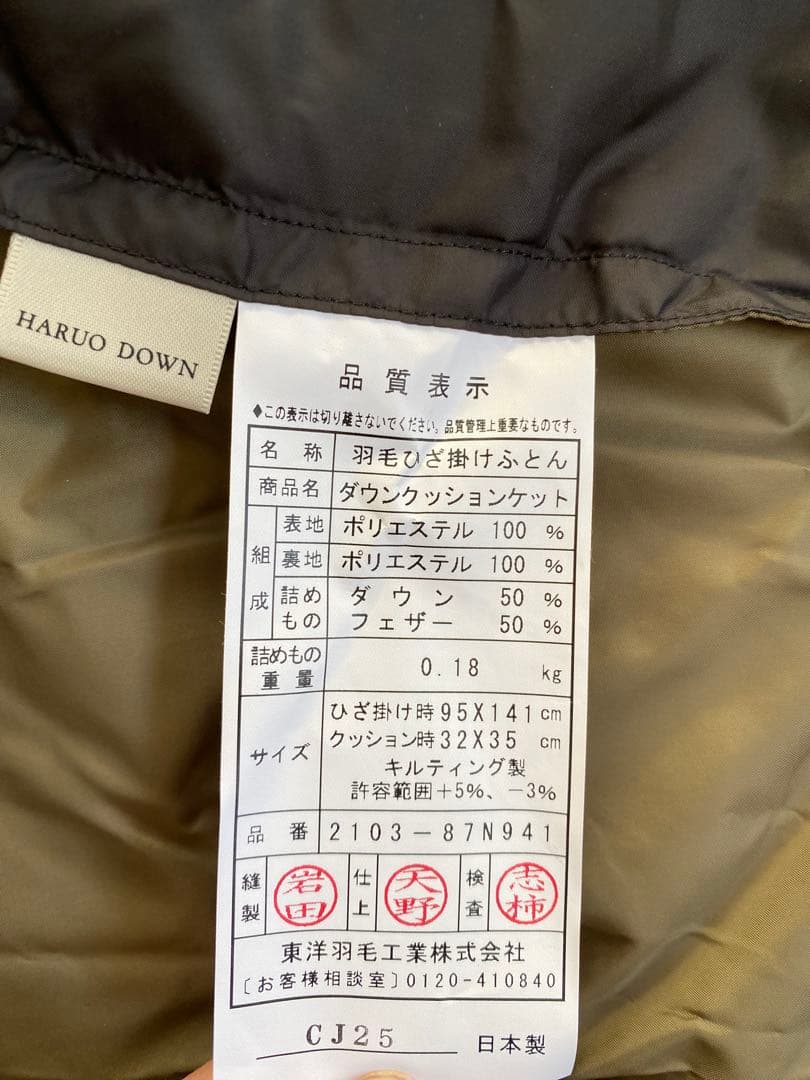 HARUO DOWN
品質表示
◆この表示は切り離さないでください。品質管理上重要なものです。
名称 羽毛ひざ掛けふとん
商品名 ダウンクッションケット
組成 表地 ポリエステル 100 %
裏地 ポリエステル 100 %
詰めもの ダウン 50 %
フェザー 50 %
詰めもの重量 0.18 kg
サイズ ひざ掛け時95X141cm
クッション時32X35 cm
キルティング製
許容範囲+5%、-3%
品番 2103-87N941
縫製 岩田 仕上 天野 検査 志柿
東洋羽毛工業株式会社
〔お客様相談室〕0120-410840
CJ25 日本製